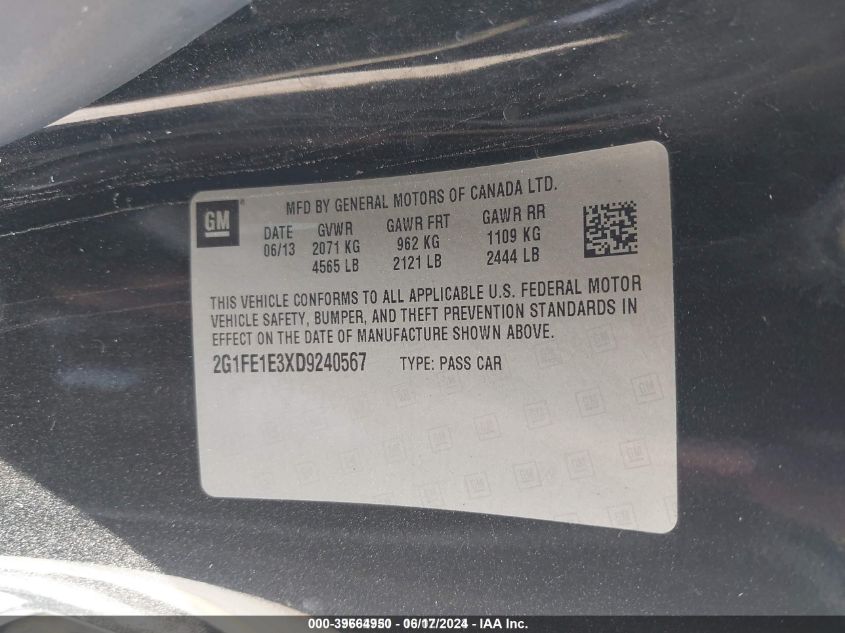 GM
MFD BY GENERAL MOTORS OF CANADA LTD.
DATE GVWR GAWR FRT GAWR RR
06/13 2071 KG 962 KG 1109 KG
4565 LB 2121 LB 2444 LB
THIS VEHICLE CONFORMS TO ALL APPLICABLE U.S. FEDERAL MOTOR
VEHICLE SAFETY, BUMPER, AND THEFT PREVENTION STANDARDS IN
EFFECT ON THE DATE OF MANUFACTURE SHOWN ABOVE.
2G1FE1E3XD9240567 TYPE: PASS CAR
000-39664950 - 06/17/2024 - IAA Inc.